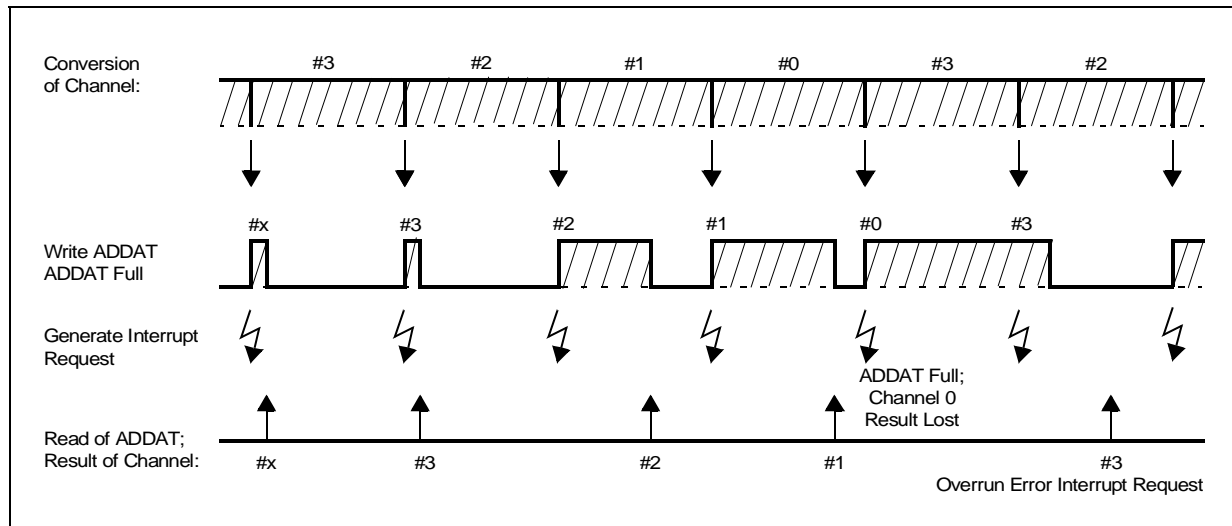 Conversion
of Channel:
#3 #2 #1 #0 #3 #2
#x #3 #2 #1 #0 #3
Write ADDAT
ADDAT Full
Generate Interrupt
Request
ADDAT Full;
Channel 0
Result Lost
Read of ADDAT;
Result of Channel:
#x #3 #2 #1 #3
Overrun Error Interrupt Request